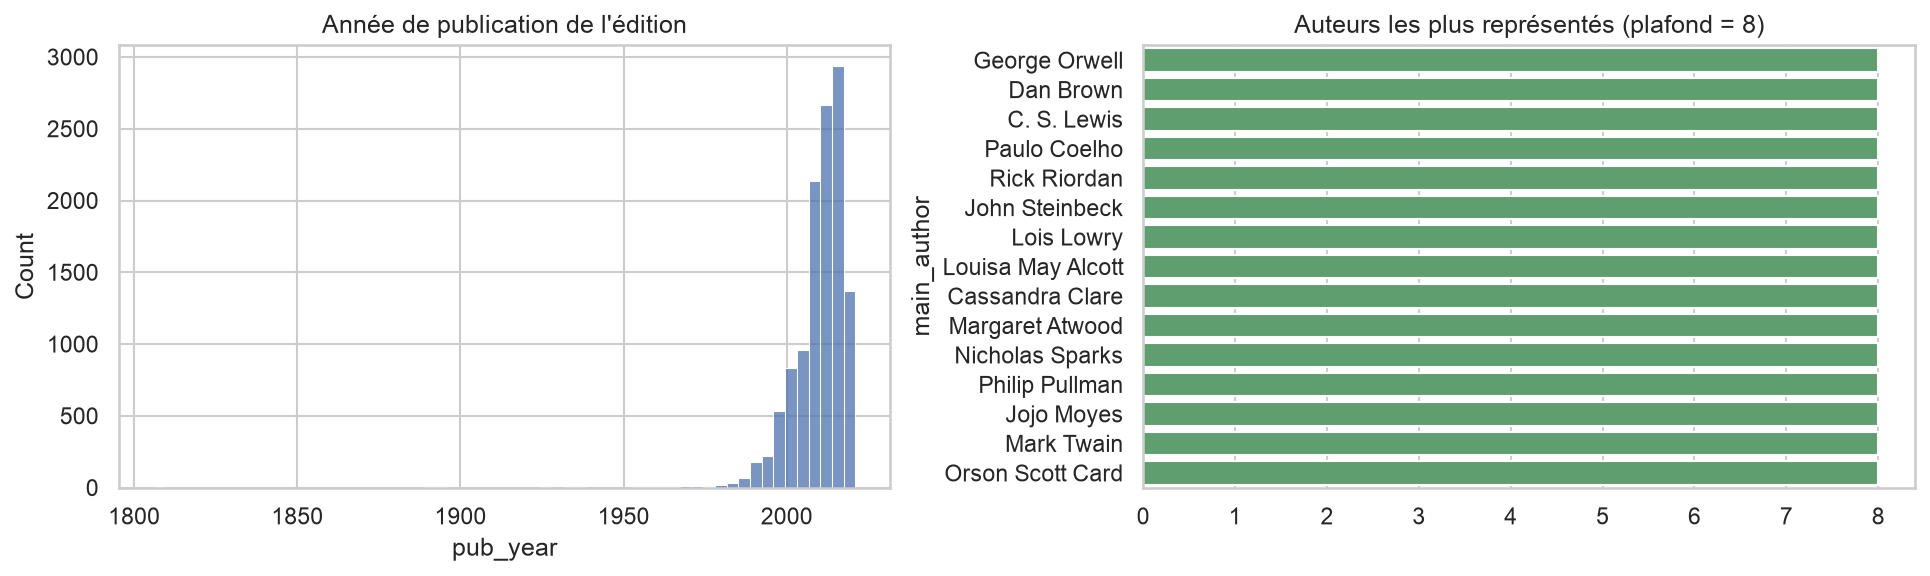 Année de publication de l'édition
Count
3000
2500
2000
1500
1000
500
0
1800 1850 1900 1950 2000
pub_year
Auteurs les plus représentés (plafond = 8)
main_author
George Orwell
Dan Brown
C. S. Lewis
Paulo Coelho
Rick Riordan
John Steinbeck
Lois Lowry
Louisa May Alcott
Cassandra Clare
Margaret Atwood
Nicholas Sparks
Philip Pullman
Jojo Moyes
Mark Twain
Orson Scott Card
0 1 2 3 4 5 6 7 8